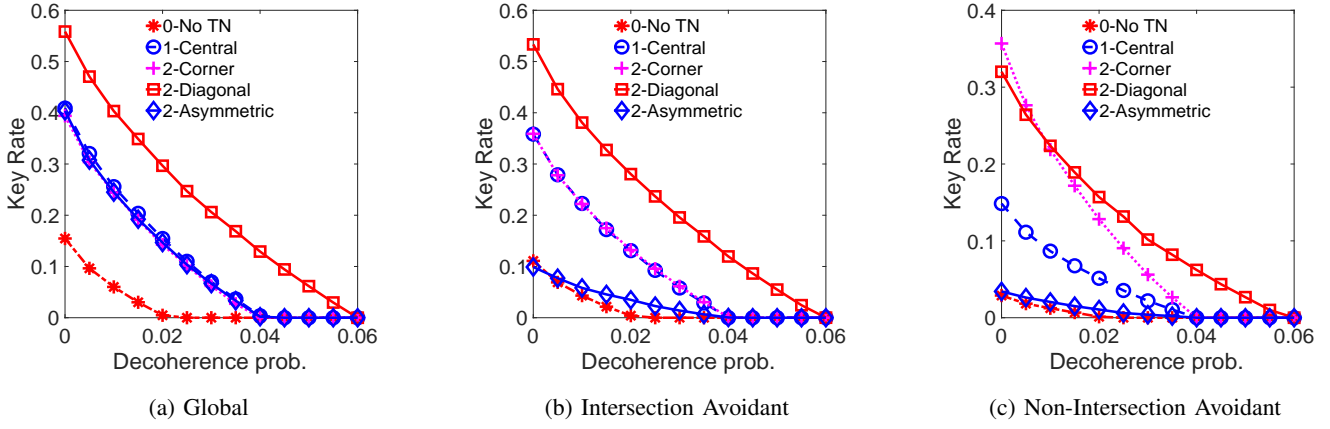 0.6
0.5
0.4
0.3
0.2
0.1
0
Key Rate
0-No TN
1-Central
2-Corner
2-Diagonal
2-Asymmetric
0 0.02 0.04 0.06
Decoherence prob.
(a) Global
0.6
0.5
0.4
0.3
0.2
0.1
0
Key Rate
0-No TN
1-Central
2-Corner
2-Diagonal
2-Asymmetric
0 0.02 0.04 0.06
Decoherence prob.
(b) Intersection Avoidant
0.4
0.3
0.2
0.1
0
Key Rate
0-No TN
1-Central
2-Corner
2-Diagonal
2-Asymmetric
0 0.02 0.04 0.06
Decoherence prob.
(c) Non-Intersection Avoidant